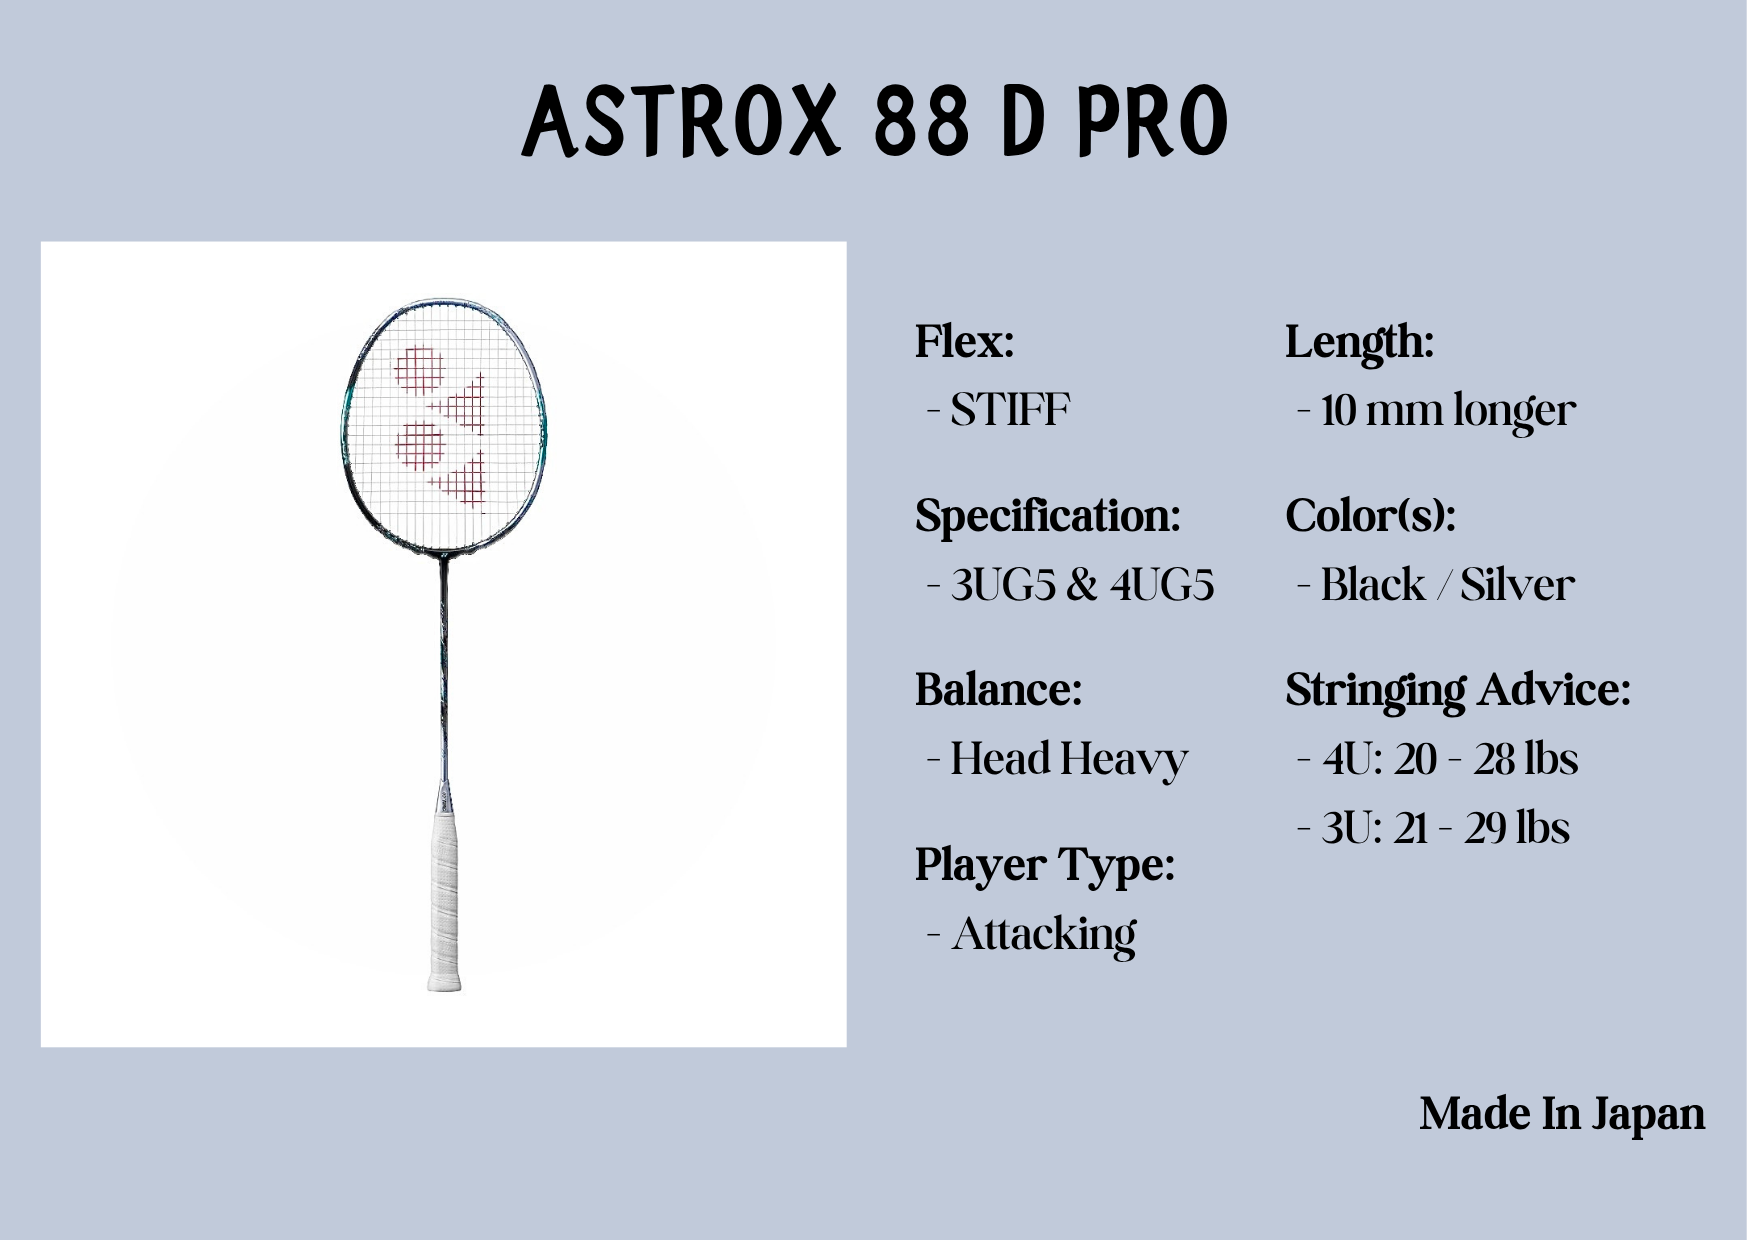 ASTROX 88 D PRO
Flex:
- STIFF
Specification:
- 3UG5 & 4UG5
Balance:
- Head Heavy
Player Type:
- Attacking
Length:
- 10 mm longer
Color(s):
- Black / Silver
Stringing Advice:
- 4U: 20 - 28 lbs
- 3U: 21 - 29 lbs
Made In Japan